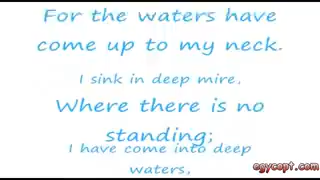 For the waters have
come up to my neck.
I sink in deep mire,
Where there is no
standing;
I have come into deep
waters,
egycopt.com